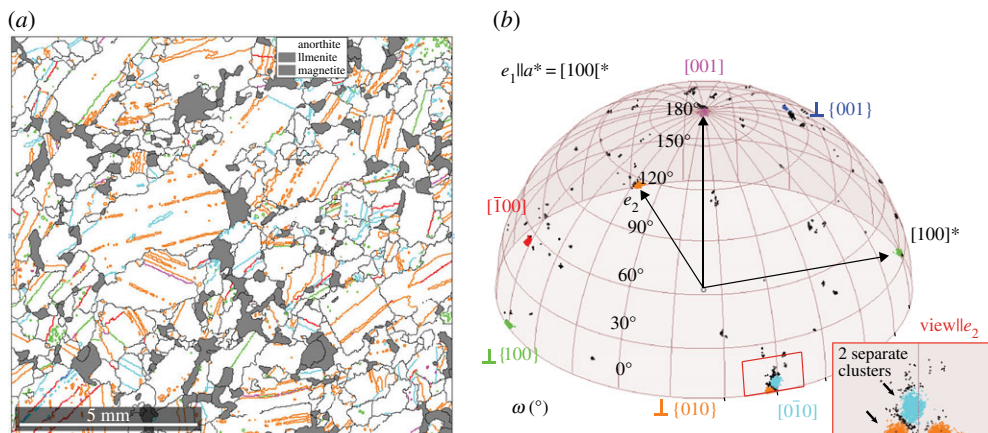 (a)
anorthite
llmenite
magnetite
5 mm
(b)
e₁||a* = [100[*
[001]
⊥{001}
180°
150°
120°
e₂
90°
60°
30°
0°
[1̄00]
[100]*
⊥{100}
view||e₂
2 separate
clusters
ω (°)
⊥{010}
[01̄0]